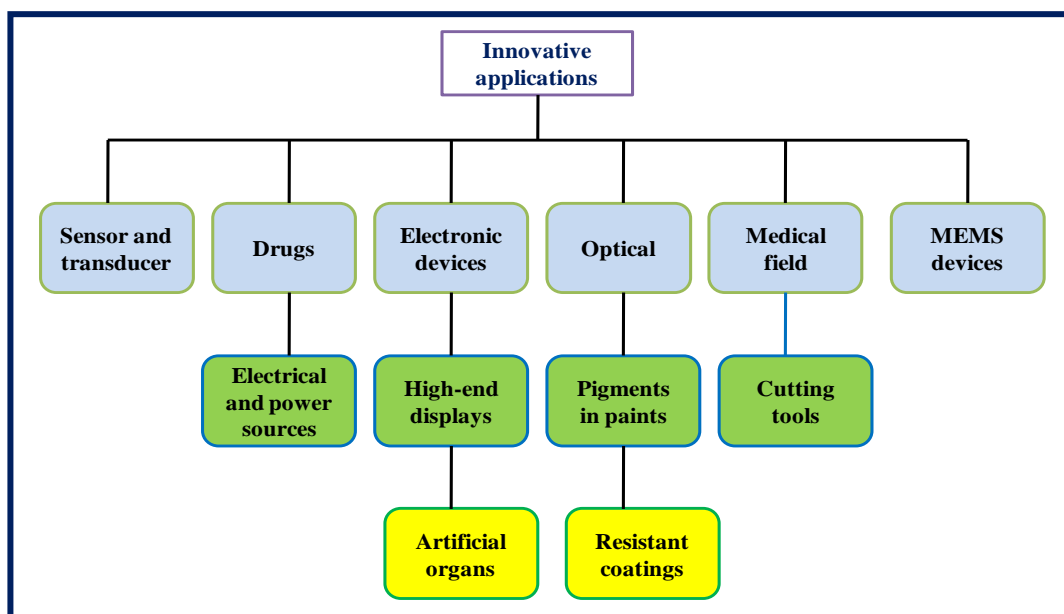 Innovative
applications
Sensor and
transducer
Drugs
Electronic
devices
Optical
Medical
field
MEMS
devices
Electrical
and power
sources
High-end
displays
Pigments
in paints
Cutting
tools
Artificial
organs
Resistant
coatings